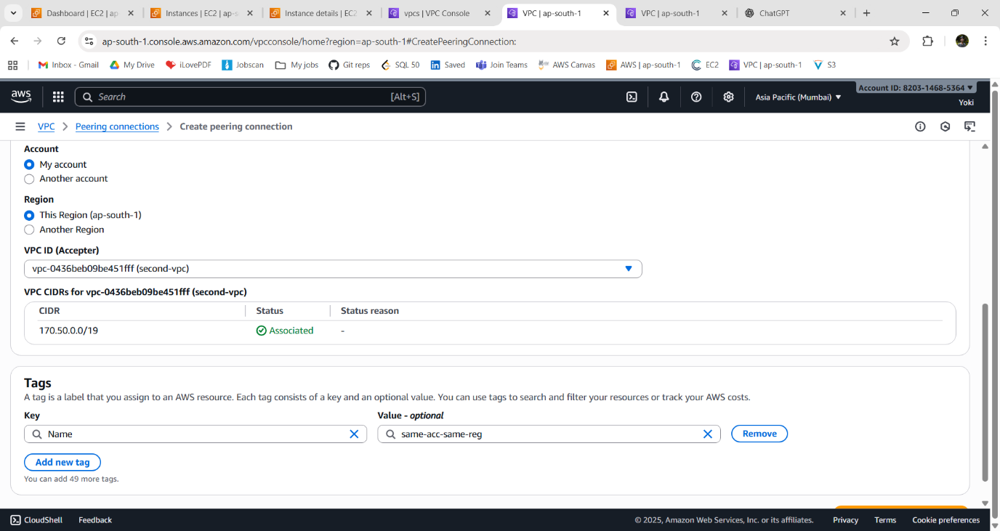 Dashboard | EC2 | ap
Instances | EC2 | ap-s
Instance details | EC2
vpcs | VPC Console
VPC | ap-south-1
VPC | ap-south-1
ChatGPT
ap-south-1.console.aws.amazon.com/vpcconsole/home?region=ap-south-1#CreatePeeringConnection:
Inbox - Gmail
My Drive
iLovePDF
Jobscan
My jobs
Git reps
SQL 50
Saved
Join Teams
AWS Canvas
AWS | ap-south-1
EC2
VPC | ap-south-1
S3
aws
Search
[Alt+S]
Asia Pacific (Mumbai)
Account ID: 8203-1468-5364
Yoki
VPC
Peering connections
Create peering connection
Account
My account
Another account
Region
This Region (ap-south-1)
Another Region
VPC ID (Accepter)
vpc-0436beb09be451fff (second-vpc)
VPC CIDRs for vpc-0436beb09be451fff (second-vpc)
CIDR Status Status reason
170.50.0.0/19 Associated -
Tags
A tag is a label that you assign to an AWS resource. Each tag consists of a key and an optional value. You can use tags to search and filter your resources or track your AWS costs.
Key
Value - optional
Name
same-acc-same-reg
Remove
Add new tag
You can add 49 more tags.
CloudShell
Feedback
© 2025, Amazon Web Services, Inc. or its affiliates.
Privacy
Terms
Cookie preferences